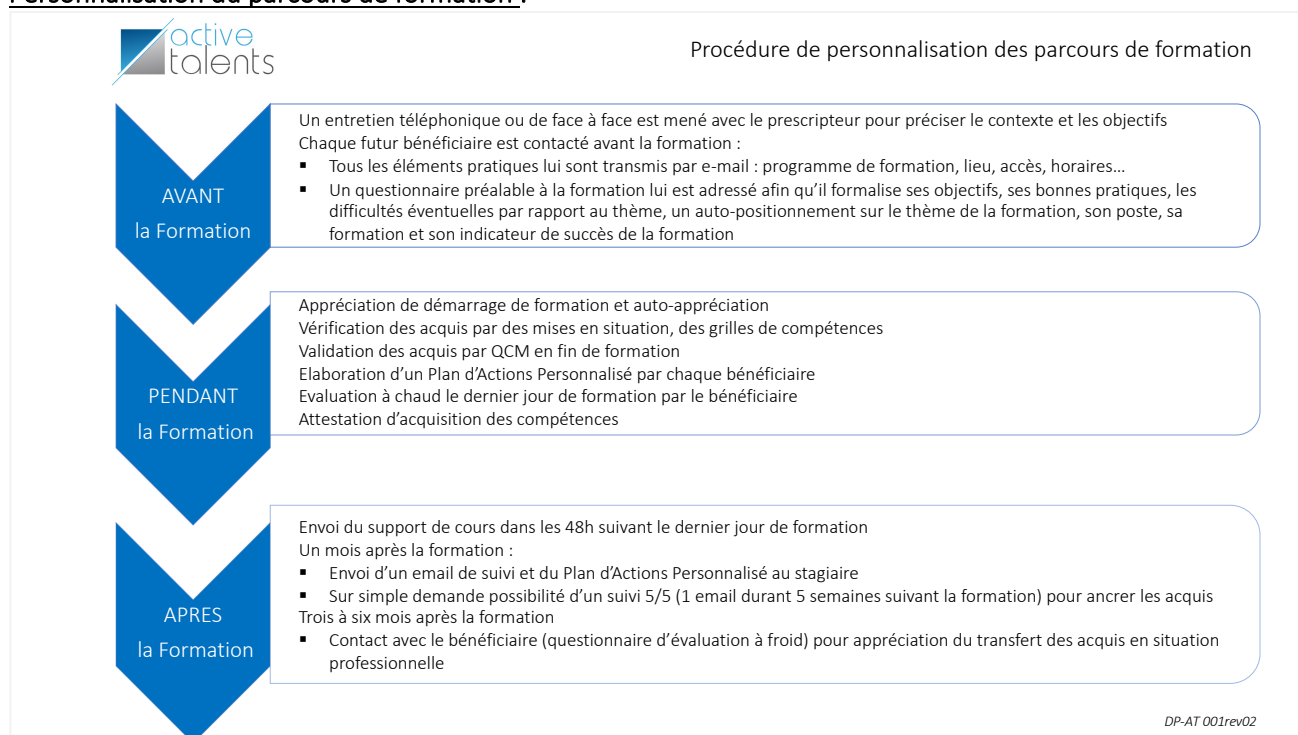 Personnalisation du parcours de formation :
active
talents
Procédure de personnalisation des parcours de formation
AVANT
la Formation
Un entretien téléphonique ou de face à face est mené avec le prescripteur pour préciser le contexte et les objectifs
Chaque futur bénéficiaire est contacté avant la formation :
▪ Tous les éléments pratiques lui sont transmis par e-mail : programme de formation, lieu, accès, horaires…
▪ Un questionnaire préalable à la formation lui est adressé afin qu’il formalise ses objectifs, ses bonnes pratiques, les
difficultés éventuelles par rapport au thème, un auto-positionnement sur le thème de la formation, son poste, sa
formation et son indicateur de succès de la formation
PENDANT
la Formation
Appréciation de démarrage de formation et auto-appréciation
Vérification des acquis par des mises en situation, des grilles de compétences
Validation des acquis par QCM en fin de formation
Elaboration d’un Plan d’Actions Personnalisé par chaque bénéficiaire
Evaluation à chaud le dernier jour de formation par le bénéficiaire
Attestation d’acquisition des compétences
APRES
la Formation
Envoi du support de cours dans les 48h suivant le dernier jour de formation
Un mois après la formation :
▪ Envoi d’un email de suivi et du Plan d’Actions Personnalisé au stagiaire
▪ Sur simple demande possibilité d’un suivi 5/5 (1 email durant 5 semaines suivant la formation) pour ancrer les acquis
Trois à six mois après la formation
▪ Contact avec le bénéficiaire (questionnaire d’évaluation à froid) pour appréciation du transfert des acquis en situation
professionnelle
DP-AT 001rev02